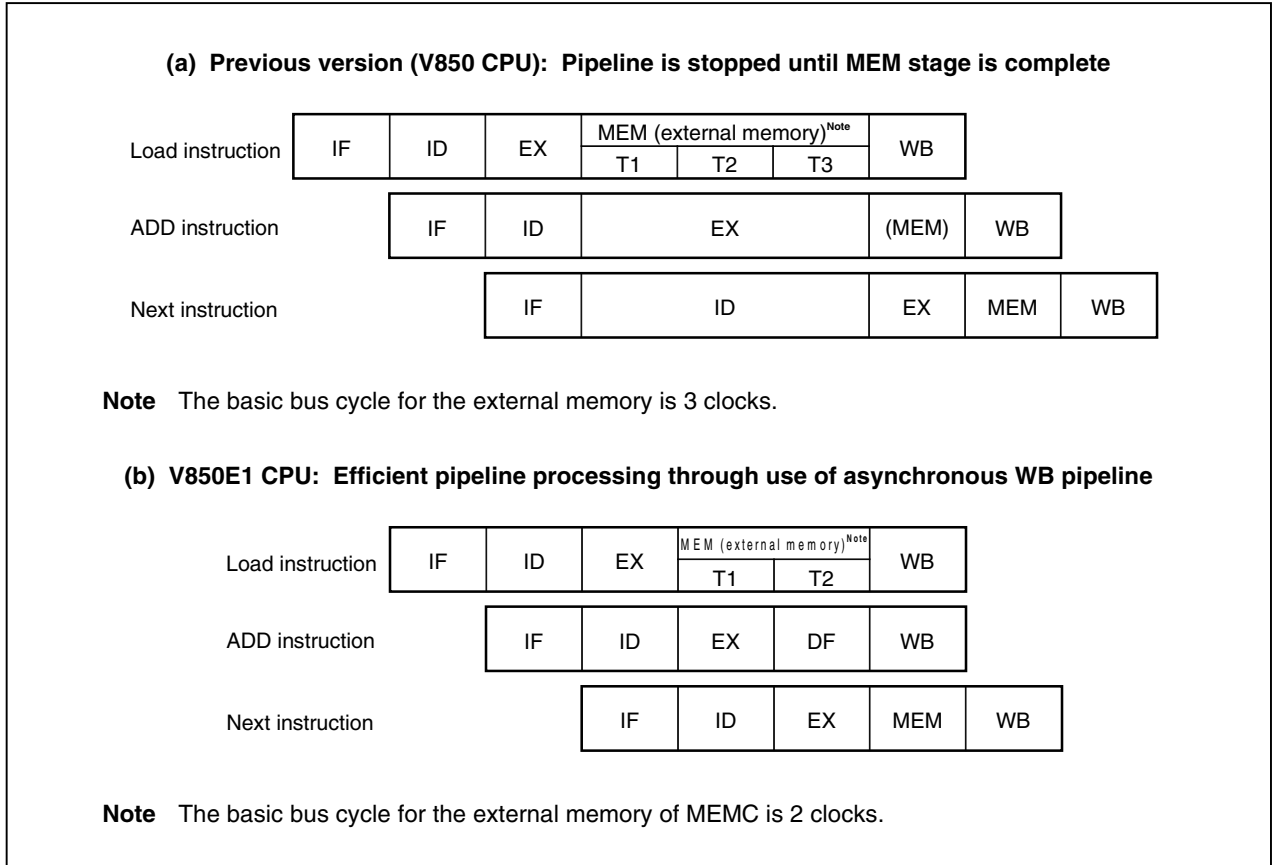 (a) Previous version (V850 CPU): Pipeline is stopped until MEM stage is complete
Load instruction IF ID EX MEM (external memory)Note WB
T1 T2 T3
ADD instruction IF ID EX (MEM) WB
Next instruction IF ID EX MEM WB
Note The basic bus cycle for the external memory is 3 clocks.
(b) V850E1 CPU: Efficient pipeline processing through use of asynchronous WB pipeline
Load instruction IF ID EX MEM (external memory)Note WB
T1 T2
ADD instruction IF ID EX DF WB
Next instruction IF ID EX MEM WB
Note The basic bus cycle for the external memory of MEMC is 2 clocks.